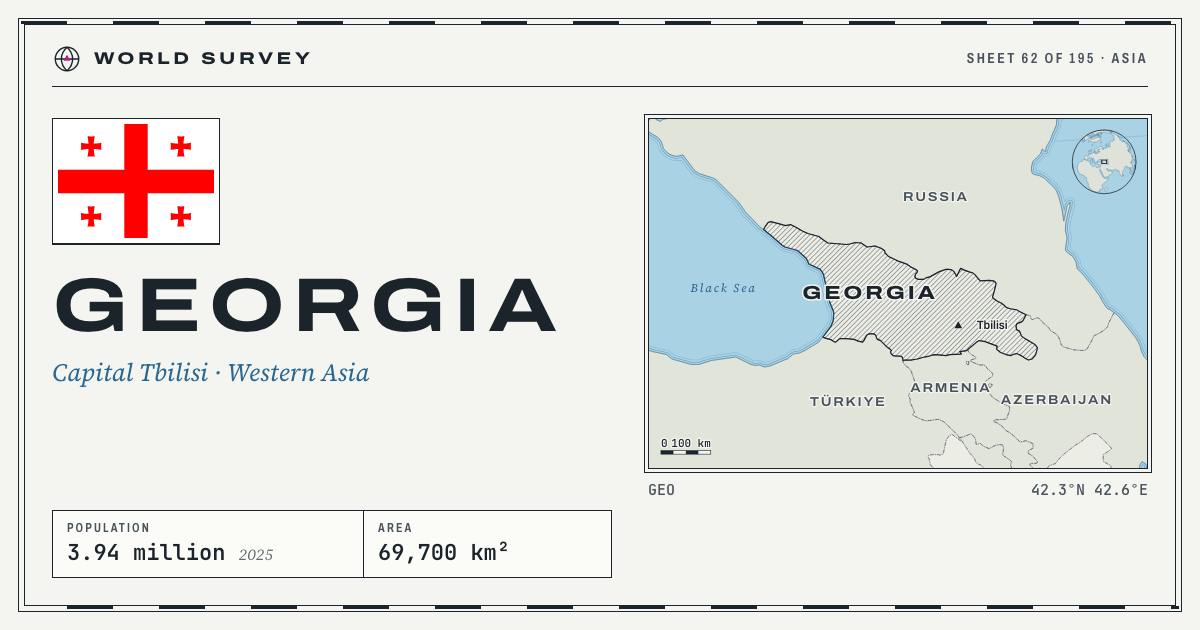 WORLD SURVEY
SHEET 62 OF 195 · ASIA
GEORGIA
Capital Tbilisi · Western Asia
POPULATION
3.94 million 2025
AREA
69,700 km²
RUSSIA
Black Sea
GEORGIA
Tbilisi
ARMENIA
TÜRKIYE
AZERBAIJAN
0 100 km
GEO
42.3°N 42.6°E